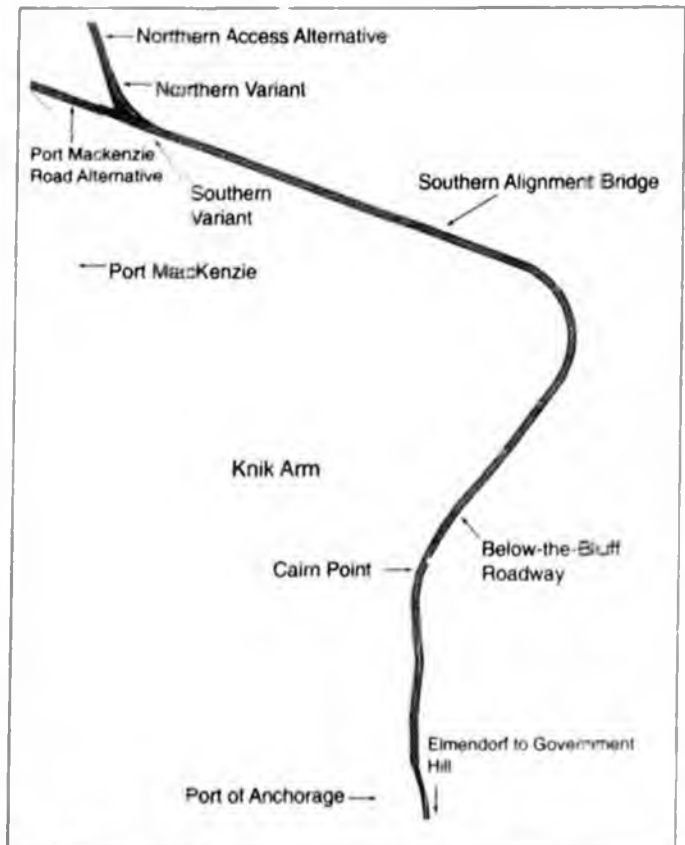 Northern Access Alternative
Northern Variant
Port Mackenzie
Road Alternative
Southern
Variant
Southern Alignment Bridge
Port MacKenzie
Knik Arm
Below-the-Bluff
Roadway
Cairn Point
Elmendorf to Government
Hill
Port of Anchorage